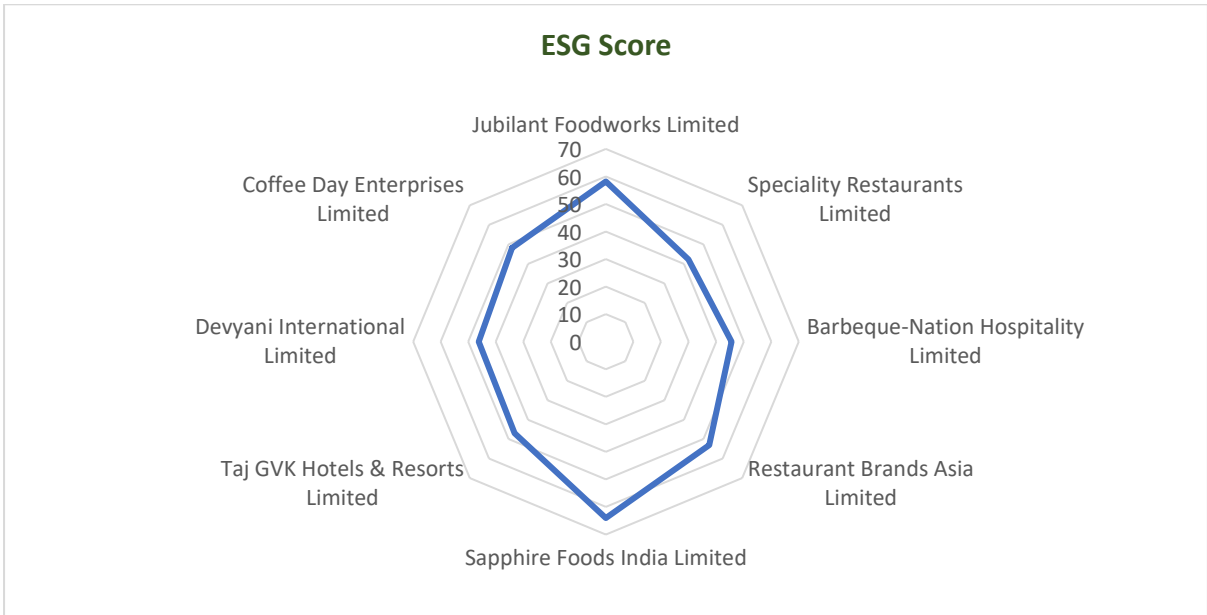 ESG Score
Jubilant Foodworks Limited
Speciality Restaurants
Limited
Barbeque-Nation Hospitality
Limited
Restaurant Brands Asia
Limited
Sapphire Foods India Limited
Taj GVK Hotels & Resorts
Limited
Devyani International
Limited
Coffee Day Enterprises
Limited
70
60
50
40
30
20
10
0